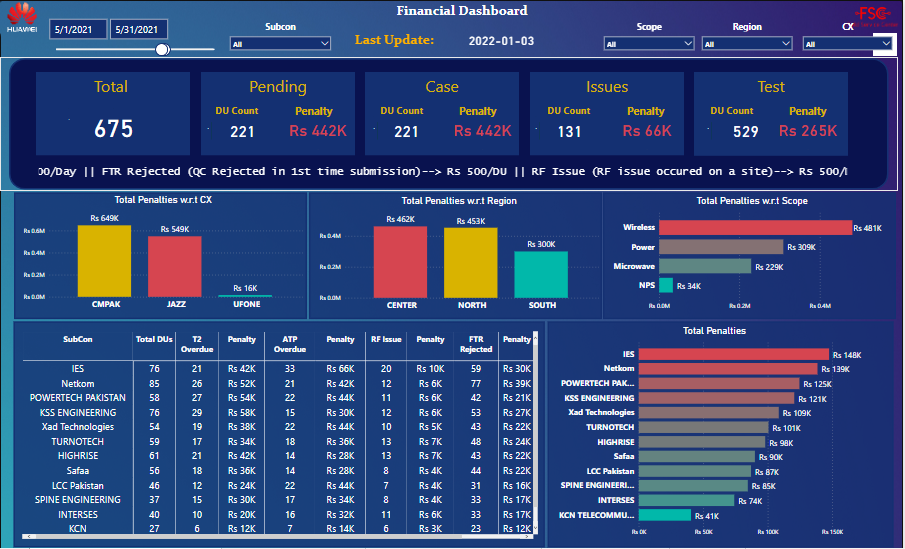 Financial Dashboard
HUAWEI
5/1/2021 5/31/2021
Subcon
All
Last Update: 2022-01-03
Scope
All
Region
All
CX
All
FSC
Total
675
Pending
DU Count Penalty
221 Rs 442K
Case
DU Count Penalty
221 Rs 442K
Issues
DU Count Penalty
131 Rs 66K
Test
DU Count Penalty
529 Rs 265K
00/Day || FTR Rejected (QC Rejected in 1st time submission)--> Rs 500/DU || RF Issue (RF issue occured on a site)--> Rs 500/
Total Penalties w.r.t CX
Rs 0.6M
Rs 0.4M
Rs 0.2M
Rs 0.0M
Rs 649K
Rs 549K
Rs 16K
CMPAK JAZZ UFONE
Total Penalties w.r.t Region
Rs 0.4M
Rs 0.2M
Rs 0.0M
Rs 462K
Rs 453K
Rs 300K
CENTER NORTH SOUTH
Total Penalties w.r.t Scope
Wireless Rs 481K
Power Rs 309K
Microwave Rs 229K
NPS Rs 34K
Rs 0.0M Rs 0.2M Rs 0.4M
SubCon Total DUs T2 Overdue Penalty ATP Overdue Penalty RF Issue Penalty FTR Rejected Penalty
IES 76 21 Rs 42K 33 Rs 66K 20 Rs 10K 59 Rs 30K
Netkom 85 26 Rs 52K 21 Rs 42K 12 Rs 6K 77 Rs 39K
POWERTECH PAKISTAN 58 27 Rs 54K 22 Rs 44K 11 Rs 6K 42 Rs 21K
KSS ENGINEERING 76 29 Rs 58K 15 Rs 30K 12 Rs 6K 53 Rs 27K
Xad Technologies 54 19 Rs 38K 22 Rs 44K 10 Rs 5K 43 Rs 22K
TURNOTECH 59 17 Rs 34K 18 Rs 36K 13 Rs 7K 48 Rs 24K
HIGHRISE 61 21 Rs 42K 14 Rs 28K 13 Rs 7K 43 Rs 22K
Safaa 56 18 Rs 36K 14 Rs 28K 8 Rs 4K 44 Rs 22K
LCC Pakistan 46 12 Rs 24K 22 Rs 44K 7 Rs 4K 31 Rs 16K
SPINE ENGINEERING 37 15 Rs 30K 17 Rs 34K 8 Rs 4K 33 Rs 17K
INTERSES 40 10 Rs 20K 16 Rs 32K 11 Rs 6K 33 Rs 17K
KCN 27 6 Rs 12K 7 Rs 14K 6 Rs 3K 23 Rs 12K
Total Penalties
IES Rs 148K
Netkom Rs 139K
POWERTECH PAK... Rs 125K
KSS ENGINEERING Rs 121K
Xad Technologies Rs 109K
TURNOTECH Rs 101K
HIGHRISE Rs 98K
Safaa Rs 90K
LCC Pakistan Rs 87K
SPINE ENGINEERI... Rs 85K
INTERSES Rs 74K
KCN TELECOMMU... Rs 41K
Rs 0K Rs 50K Rs 100K Rs 150K